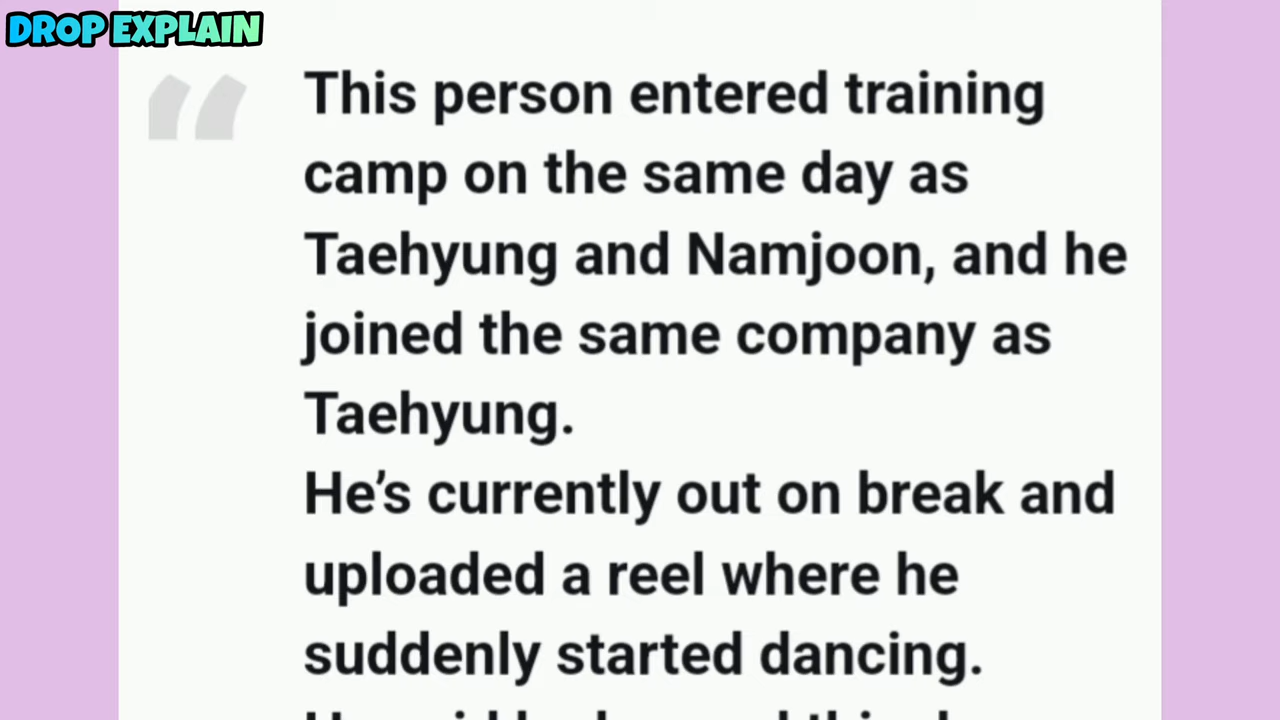 DROP EXPLAIN
“
This person entered training
camp on the same day as
Taehyung and Namjoon, and he
joined the same company as
Taehyung.
He’s currently out on break and
uploaded a reel where he
suddenly started dancing.